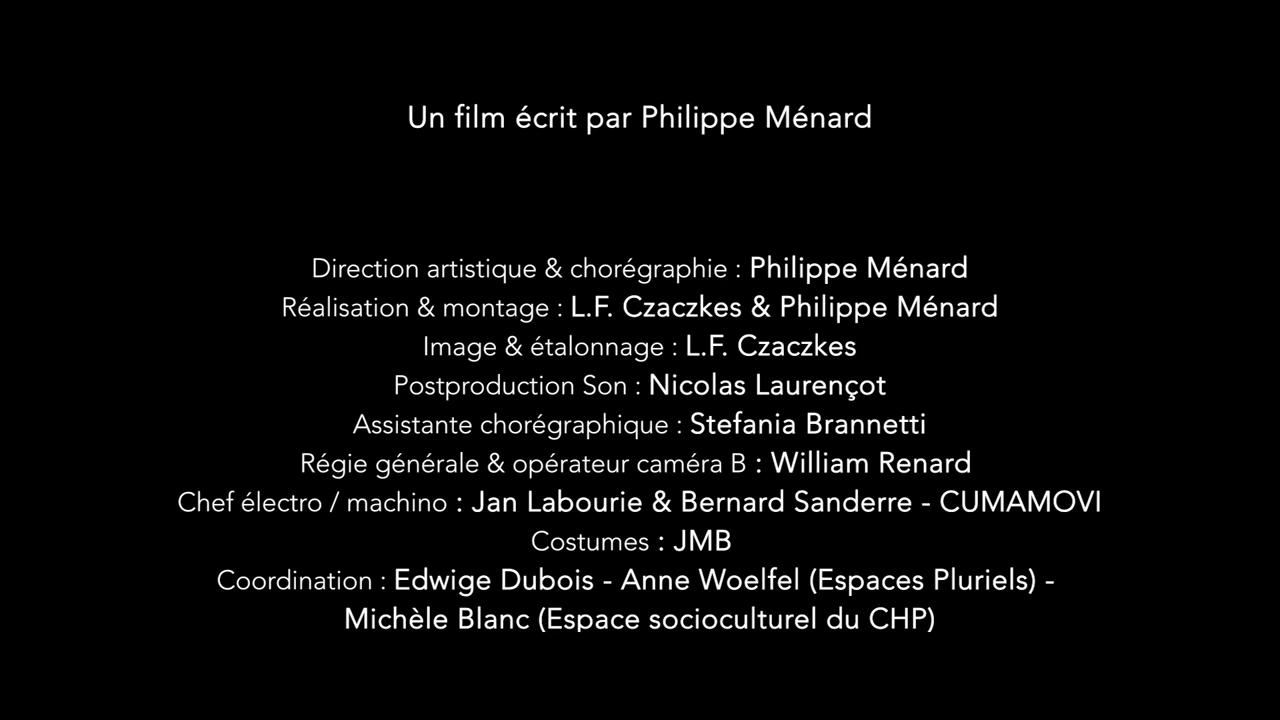 Un film écrit par Philippe Ménard
Direction artistique & chorégraphie : Philippe Ménard
Réalisation & montage : L.F. Czaczkes & Philippe Ménard
Image & étalonnage : L.F. Czaczkes
Postproduction Son : Nicolas Laurençot
Assistante chorégraphique : Stefania Brannetti
Régie générale & opérateur caméra B : William Renard
Chef électro / machino : Jan Labourie & Bernard Sanderre - CUMAMOVI
Costumes : JMB
Coordination : Edwige Dubois - Anne Woelfel (Espaces Pluriels) -
Michèle Blanc (Espace socioculturel du CHP)